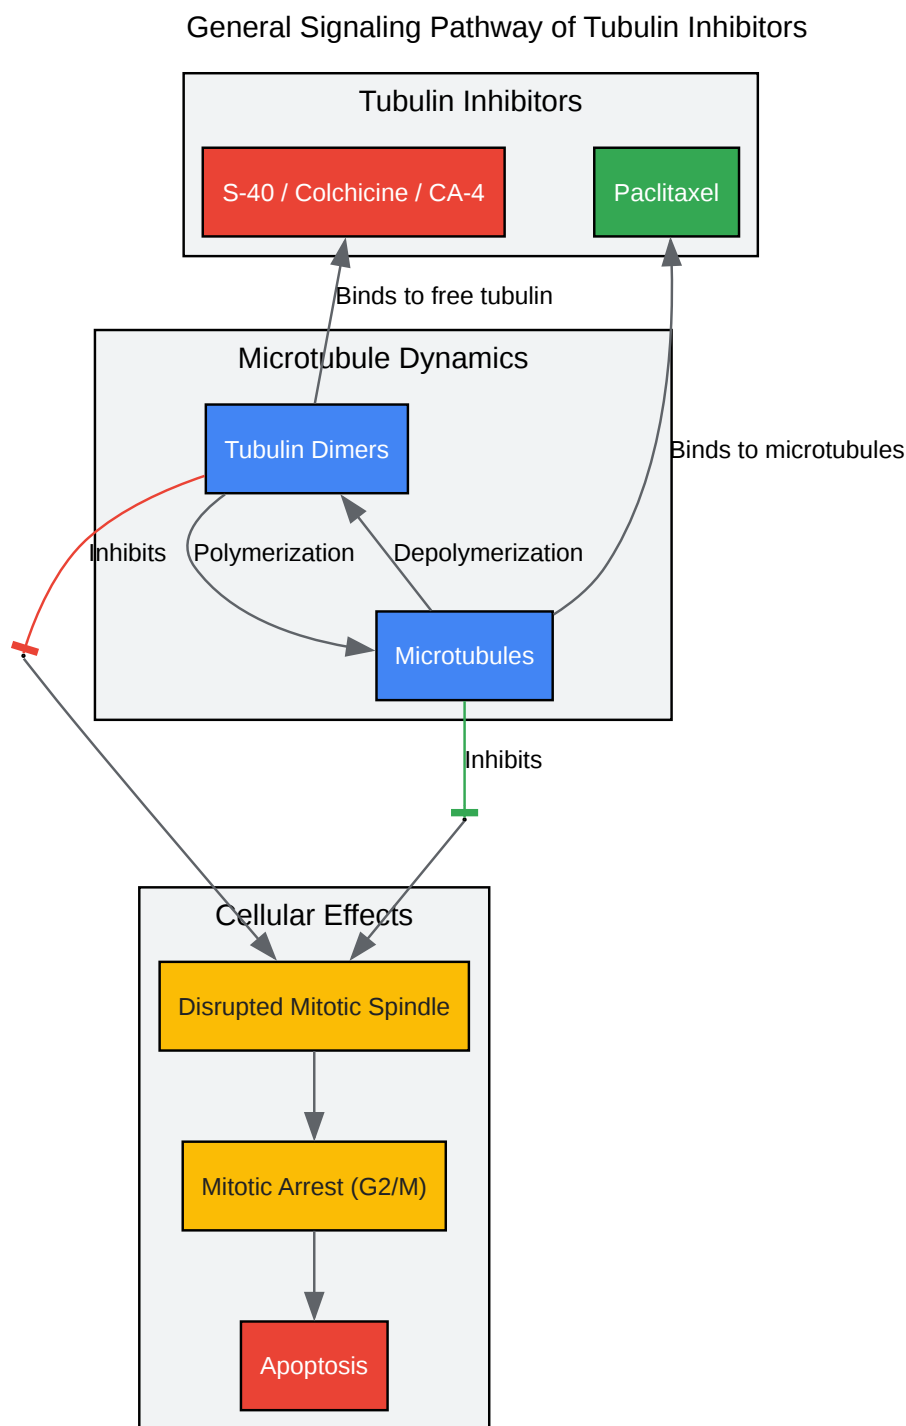 General Signaling Pathway of Tubulin Inhibitors
Tubulin Inhibitors
S-40 / Colchicine / CA-4
Paclitaxel
Binds to free tubulin
Microtubule Dynamics
Tubulin Dimers
Binds to microtubules
Inhibits
Polymerization
Depolymerization
Microtubules
Inhibits
Cellular Effects
Disrupted Mitotic Spindle
Mitotic Arrest (G2/M)
Apoptosis